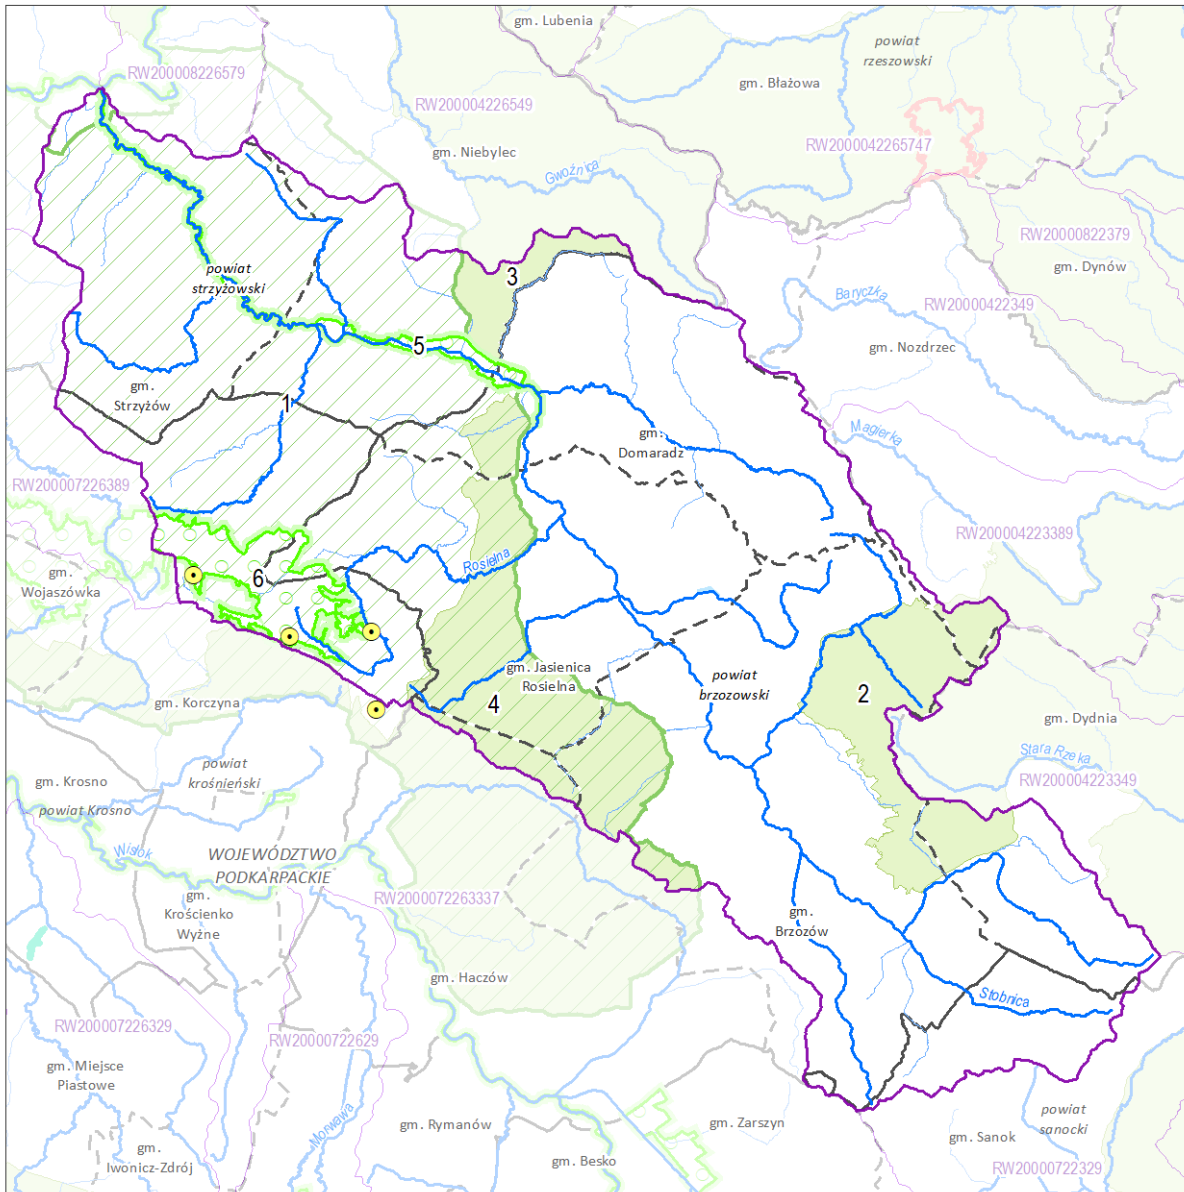 gm. Lubenia
powiat
rzeszowski
RW200008226579
gm. Błażowa
RW200004226549
RW2000042265747
gm. Niebylec
Gwoźnica
RW20000822379
powiat
strzyżowski
3
gm. Dynów
Baryczka
RW20000422349
5
gm. Nozdrzec
gm.
Strzyżów
1
Magierka
gm.
Domaradz
RW200007226389
RW200004223389
Rosielna
gm.
Wojaszówka
6
gm. Jasienica
Rosielna
powiat
brzozowski
2
gm. Korczyna
4
gm. Dydnia
Stara Rzeka
powiat
krośnieński
gm. Krosno
RW200004223349
powiat Krosno
Wisłok
WOJEWÓDZTWO
PODKARPACKIE
gm.
Krościenko
Wyżne
RW2000072263337
gm.
Brzozów
gm. Haczów
Stobnica
RW200007226329
RW20000722629
gm. Miejsce
Piastowe
Morwawa
gm. Rymanów
gm. Zarszyn
powiat
sanocki
gm. Sanok
gm.
Iwonicz-Zdrój
gm. Besko
RW20000722329